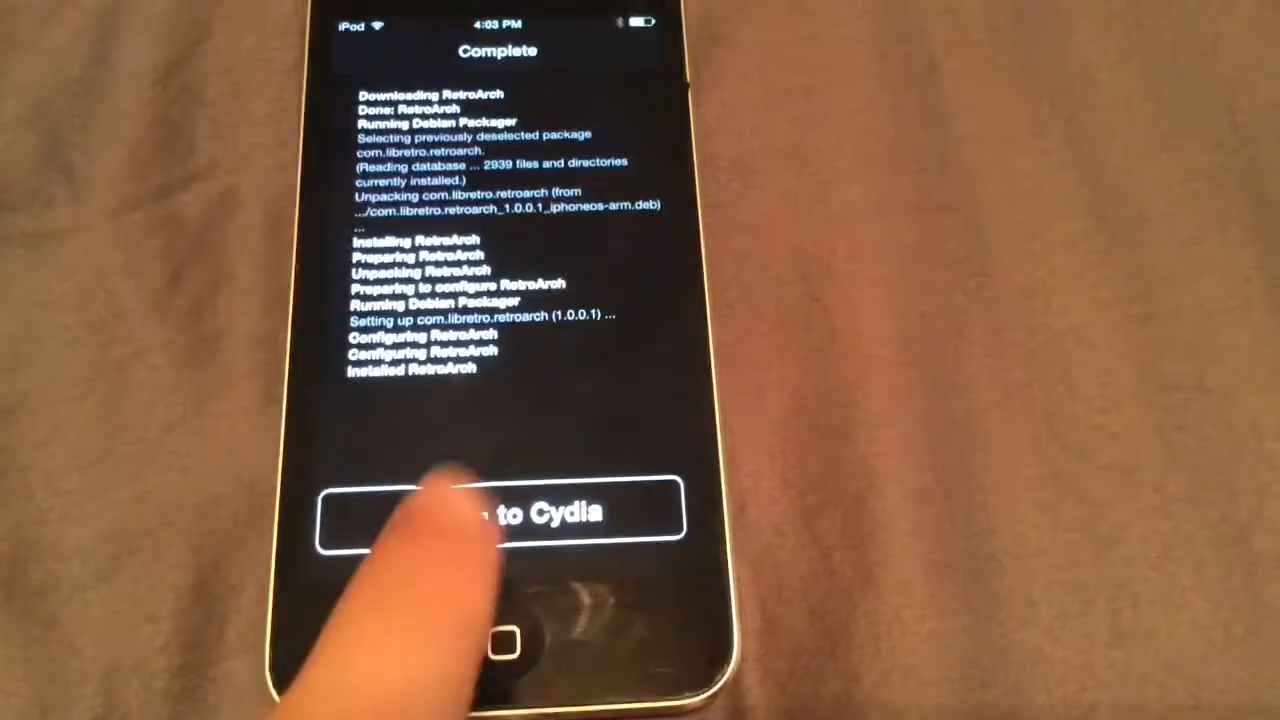 iPod 4:03 PM
Complete
Downloading RetroArch
Done: RetroArch
Running Debian Packager
Selecting previously deselected package
com.libretro.retroarch.
(Reading database ... 2939 files and directories
currently installed.)
Unpacking com.libretro.retroarch (from
.../com.libretro.retroarch_1.0.0.1_iphoneos-arm.deb)
...
Installing RetroArch
Preparing RetroArch
Unpacking RetroArch
Preparing to configure RetroArch
Running Debian Packager
Setting up com.libretro.retroarch (1.0.0.1) ...
Configuring RetroArch
Configuring RetroArch
Installed RetroArch
to Cydia